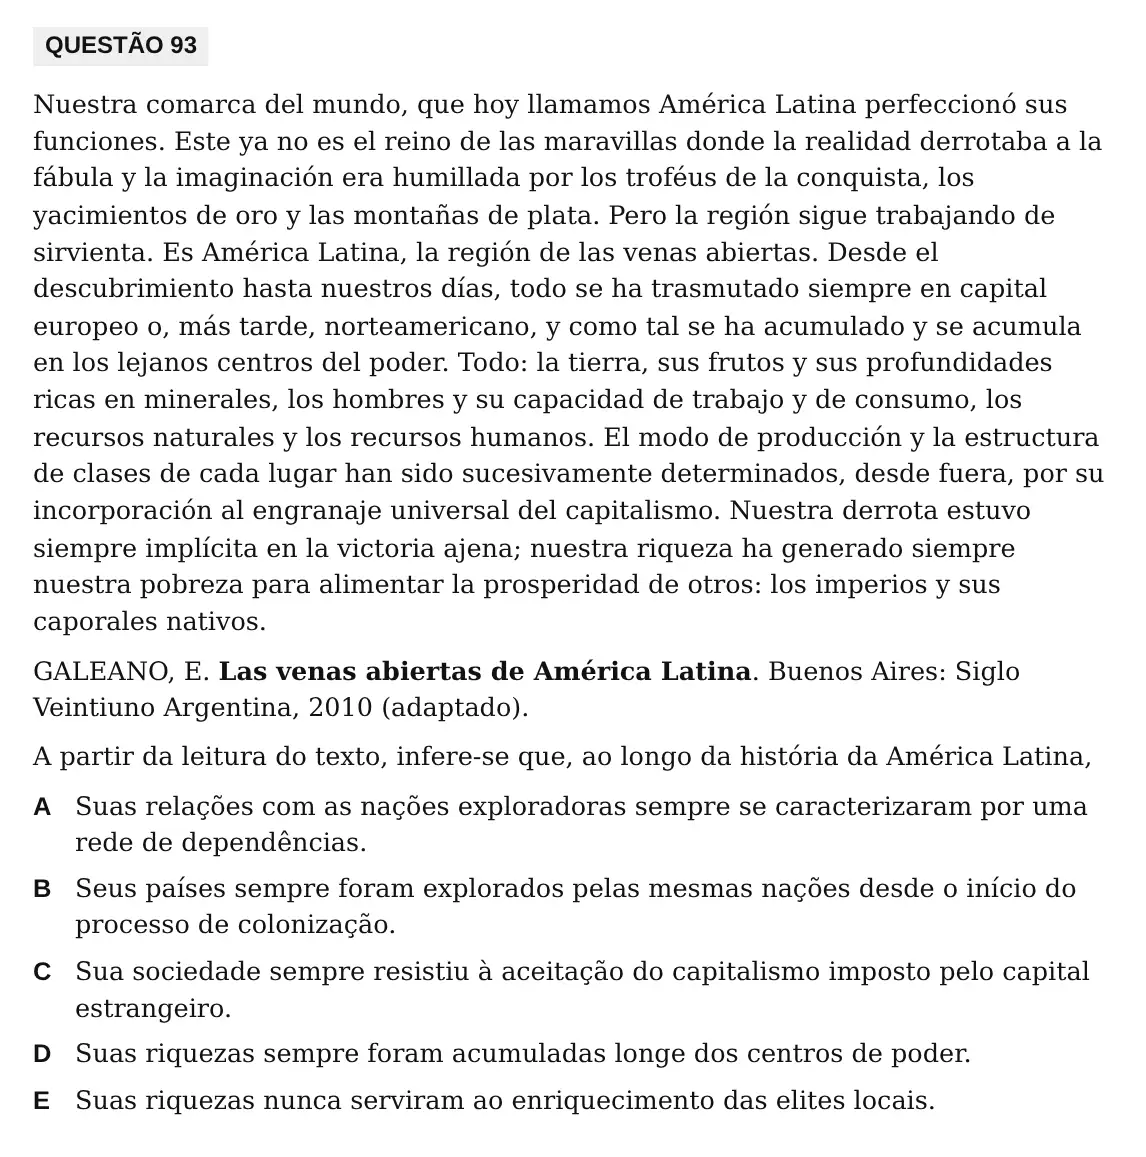 QUESTÃO 93
Nuestra comarca del mundo, que hoy llamamos América Latina perfeccionó sus
funciones. Este ya no es el reino de las maravillas donde la realidad derrotaba a la
fábula y la imaginación era humillada por los troféus de la conquista, los
yacimientos de oro y las montañas de plata. Pero la región sigue trabajando de
sirvienta. Es América Latina, la región de las venas abiertas. Desde el
descubrimiento hasta nuestros días, todo se ha trasmutado siempre en capital
europeo o, más tarde, norteamericano, y como tal se ha acumulado y se acumula
en los lejanos centros del poder. Todo: la tierra, sus frutos y sus profundidades
ricas en minerales, los hombres y su capacidad de trabajo y de consumo, los
recursos naturales y los recursos humanos. El modo de producción y la estructura
de clases de cada lugar han sido sucesivamente determinados, desde fuera, por su
incorporación al engranaje universal del capitalismo. Nuestra derrota estuvo
siempre implícita en la victoria ajena; nuestra riqueza ha generado siempre
nuestra pobreza para alimentar la prosperidad de otros: los imperios y sus
caporales nativos.
GALEANO, E. Las venas abiertas de América Latina. Buenos Aires: Siglo
Veintiuno Argentina, 2010 (adaptado).
A partir da leitura do texto, infere-se que, ao longo da história da América Latina,
A Suas relações com as nações exploradoras sempre se caracterizaram por uma
rede de dependências.
B Seus países sempre foram explorados pelas mesmas nações desde o início do
processo de colonização.
C Sua sociedade sempre resistiu à aceitação do capitalismo imposto pelo capital
estrangeiro.
D Suas riquezas sempre foram acumuladas longe dos centros de poder.
E Suas riquezas nunca serviram ao enriquecimento das elites locais.